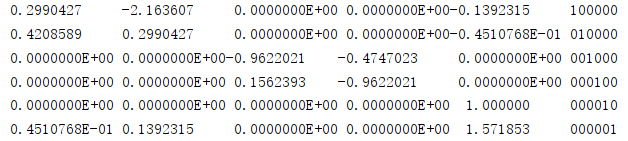 0.2990427 -2.163607 0.0000000E+00 0.0000000E+00-0.1392315 100000
0.4208589 0.2990427 0.0000000E+00 0.0000000E+00-0.4510768E-01 010000
0.0000000E+00 0.0000000E+00-0.9622021 -0.4747023 0.0000000E+00 001000
0.0000000E+00 0.0000000E+00 0.1562393 -0.9622021 0.0000000E+00 000100
0.0000000E+00 0.0000000E+00 0.0000000E+00 0.0000000E+00 1.000000 000010
0.4510768E-01 0.1392315 0.0000000E+00 0.0000000E+00 1.571853 000001